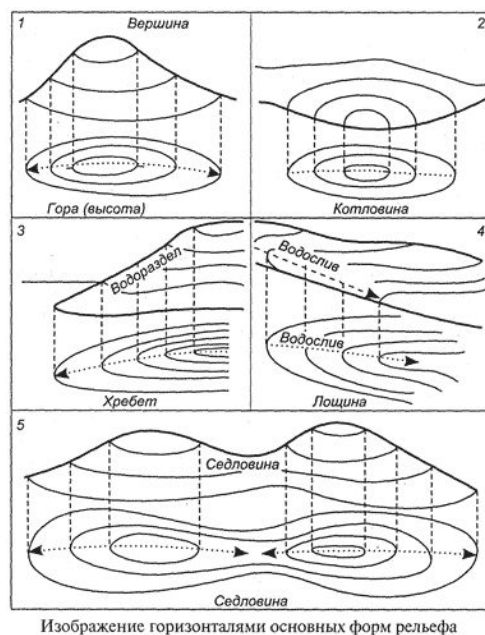 1
Вершина
2
Гора (высота)
Котловина
3
Водораздел
Хребет
4
Водослив
Водослив
Лощина
5
Седловина
Седловина
Изображение горизонталями основных форм рельефа